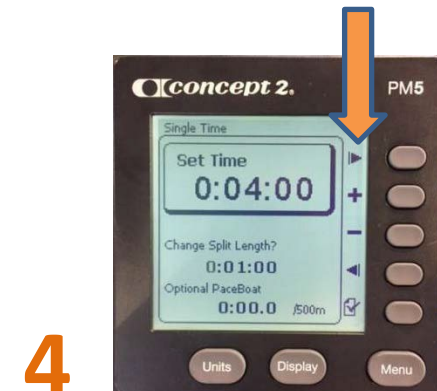 concept 2. PM5
Single Time
Set Time
0:04:00
+
-
Change Split Length?
0:01:00
Optional PaceBoat
0:00.0 /500m
4
Units Display Menu